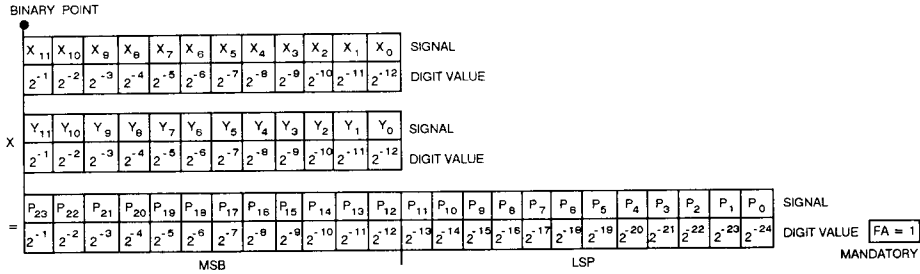 BINARY POINT
X11 X10 X9 X8 X7 X6 X5 X4 X3 X2 X1 X0 SIGNAL
2-1 2-2 2-3 2-4 2-5 2-6 2-7 2-8 2-9 2-10 2-11 2-12 DIGIT VALUE
X Y11 Y10 Y9 Y8 Y7 Y6 Y5 Y4 Y3 Y2 Y1 Y0 SIGNAL
2-1 2-2 2-3 2-4 2-5 2-6 2-7 2-8 2-9 2-10 2-11 2-12 DIGIT VALUE
P23 P22 P21 P20 P19 P18 P17 P16 P15 P14 P13 P12 P11 P10 P9 P8 P7 P6 P5 P4 P3 P2 P1 P0 SIGNAL
= 2-1 2-2 2-3 2-4 2-5 2-6 2-7 2-8 2-9 2-10 2-11 2-12 2-13 2-14 2-15 2-16 2-17 2-18 2-19 2-20 2-21 2-22 2-23 2-24 DIGIT VALUE FA = 1
MSB LSP MANDATORY